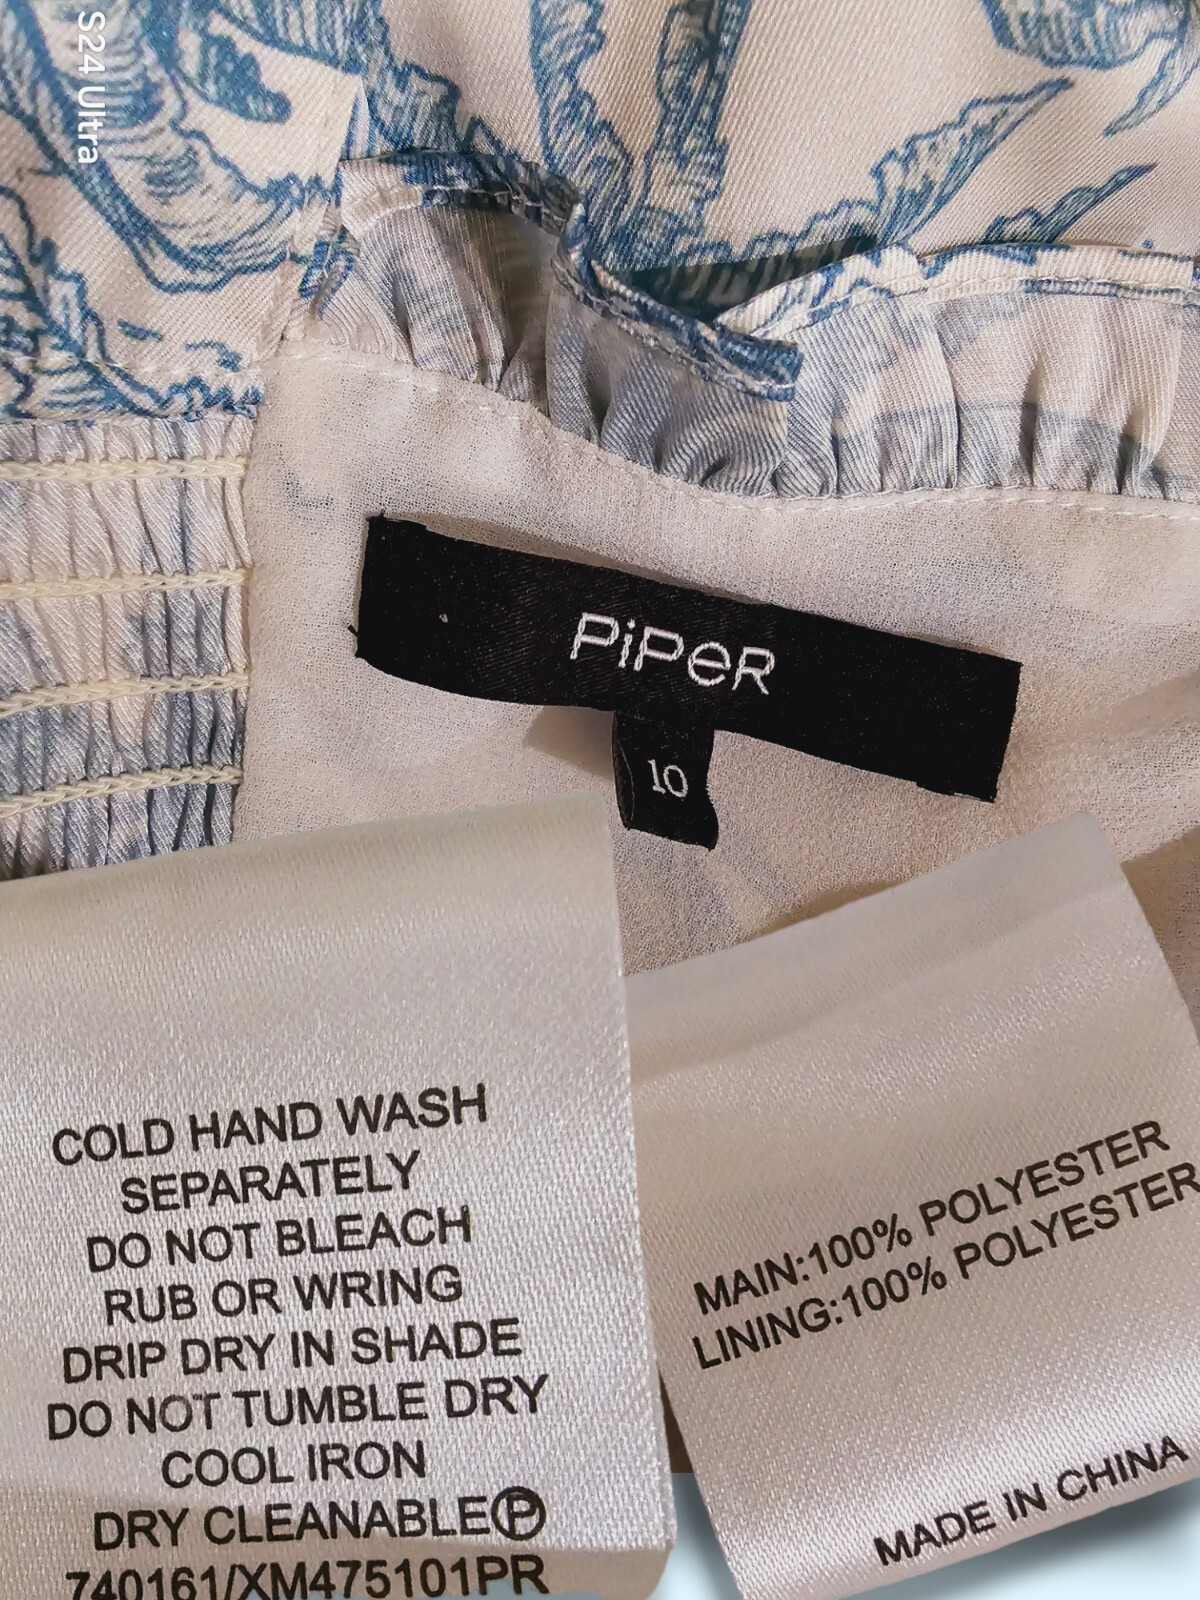 S24 Ultra
PiPeR
10
COLD HAND WASH
SEPARATELY
DO NOT BLEACH
RUB OR WRING
DRIP DRY IN SHADE
DO NOT TUMBLE DRY
COOL IRON
DRY CLEANABLE Ⓟ
740161/XM475101PR
MAIN:100% POLYESTER
LINING:100% POLYESTER
MADE IN CHINA